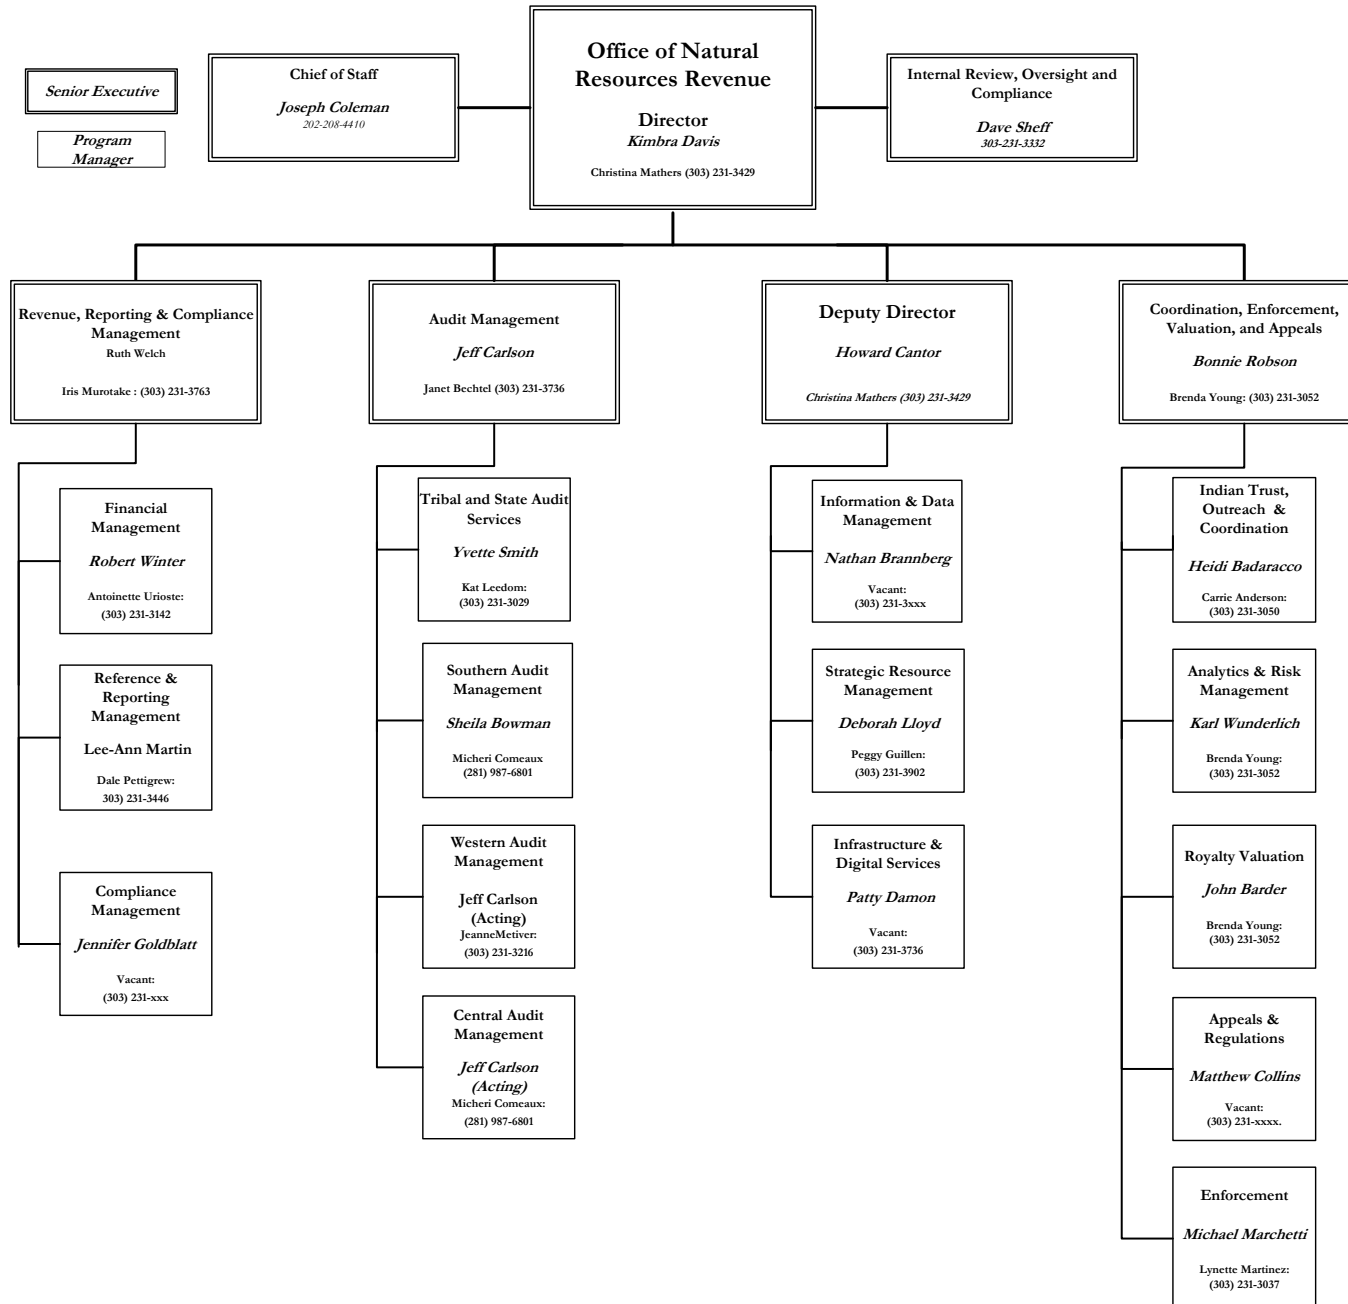 Office of Natural
Resources Revenue
Director
Kimbra Davis
Christina Mathers (303) 231-3429
Chief of Staff
Joseph Coleman
202-208-4410
Internal Review, Oversight and
Compliance
Dave Sheff
303-231-3332
Senior Executive
Program
Manager
Revenue, Reporting & Compliance
Management
Ruth Welch
Iris Murotake : (303) 231-3763
Audit Management
Jeff Carlson
Janet Bechtel (303) 231-3736
Deputy Director
Howard Cantor
Christina Mathers (303) 231-3429
Coordination, Enforcement,
Valuation, and Appeals
Bonnie Robson
Brenda Young: (303) 231-3052
Financial
Management
Robert Winter
Antoinette Urioste:
(303) 231-3142
Reference &
Reporting
Management
Lee-Ann Martin
Dale Pettigrew:
303) 231-3446
Compliance
Management
Jennifer Goldblatt
Vacant:
(303) 231-xxx
Tribal and State Audit
Services
Yvette Smith
Kat Leedom:
(303) 231-3029
Southern Audit
Management
Sheila Bowman
Micheri Comeaux
(281) 987-6801
Western Audit
Management
Jeff Carlson
(Acting)
JeanneMetiver:
(303) 231-3216
Central Audit
Management
Jeff Carlson
(Acting)
Micheri Comeaux:
(281) 987-6801
Information & Data
Management
Nathan Brannberg
Vacant:
(303) 231-3xxx
Strategic Resource
Management
Deborah Lloyd
Peggy Guillen:
(303) 231-3902
Infrastructure &
Digital Services
Patty Damon
Vacant:
(303) 231-3736
Indian Trust,
Outreach &
Coordination
Heidi Badaracco
Carrie Anderson:
(303) 231-3050
Analytics & Risk
Management
Karl Wunderlich
Brenda Young:
(303) 231-3052
Royalty Valuation
John Barder
Brenda Young:
(303) 231-3052
Appeals &
Regulations
Matthew Collins
Vacant:
(303) 231-xxxx.
Enforcement
Michael Marchetti
Lynette Martinez:
(303) 231-3037